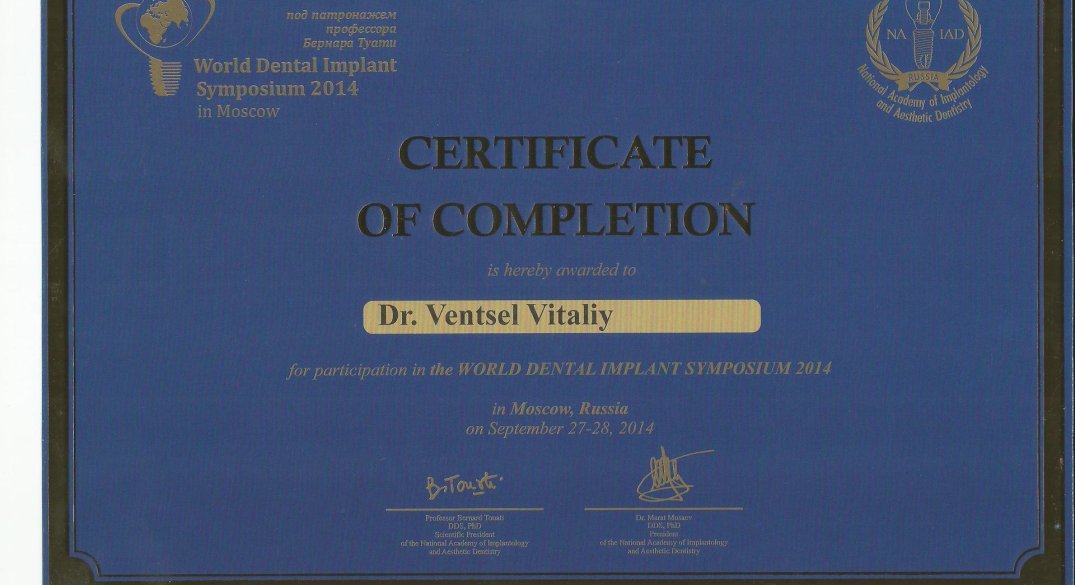 под патронажем
профессора
Бернара Туати
World Dental Implant
Symposium 2014
in Moscow
NA IAD
RUSSIA
National Academy of Implantology
and Aesthetic Dentistry
CERTIFICATE
OF COMPLETION
is hereby awarded to
Dr. Ventsel Vitaliy
for participation in the WORLD DENTAL IMPLANT SYMPOSIUM 2014
in Moscow, Russia
on September 27-28, 2014
B. Touati
Professor Bernard Touati
DDS, PhD
Scientific President
of the National Academy of Implantology
and Aesthetic Dentistry
Dr. Marat Musaev
DDS, PhD
President
of the National Academy of Implantology
and Aesthetic Dentistry